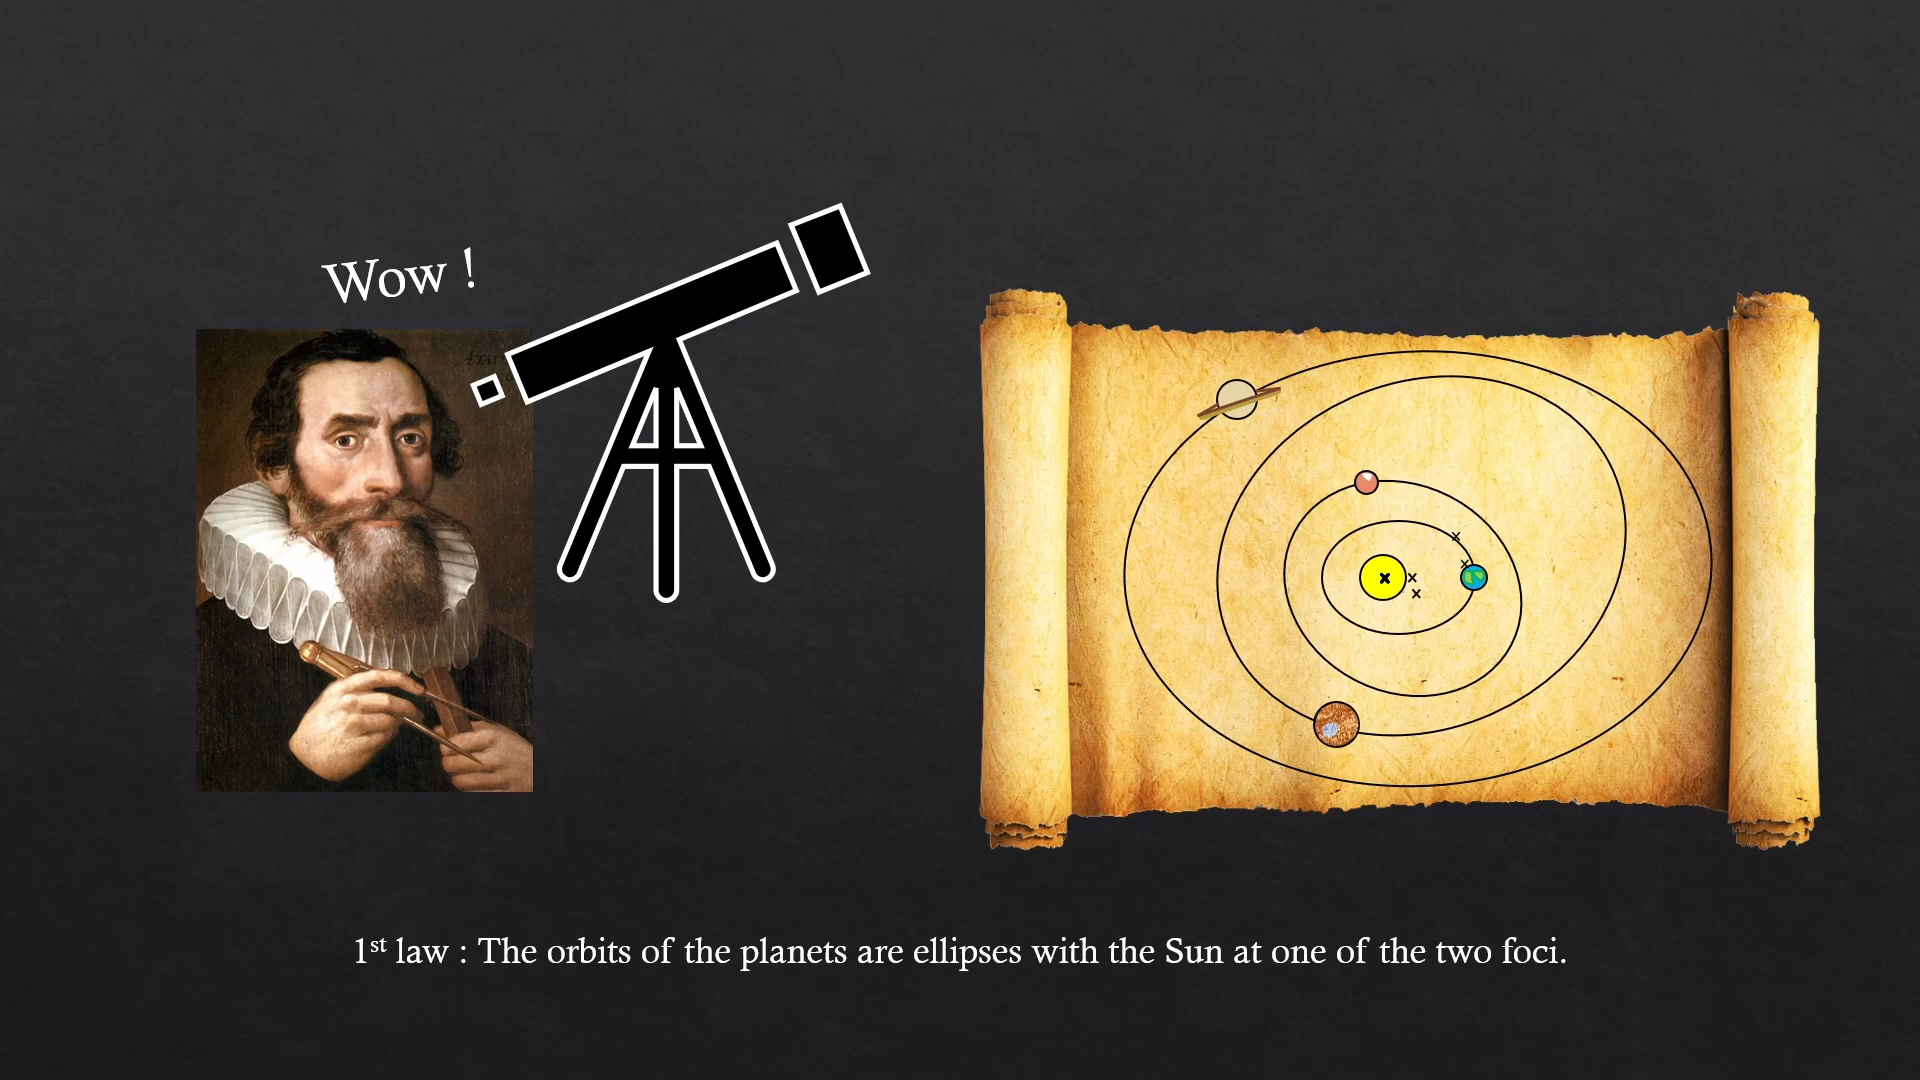 Wow !
1st law : The orbits of the planets are ellipses with the Sun at one of the two foci.